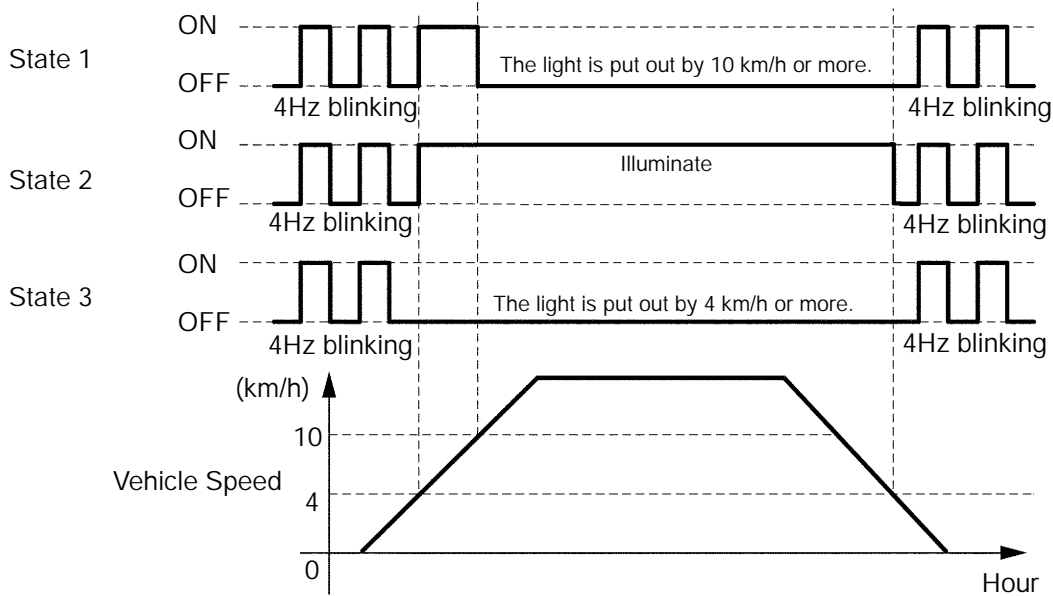 ON
State 1
The light is put out by 10 km/h or more.
OFF
4Hz blinking 4Hz blinking
ON
Illuminate
State 2
OFF
4Hz blinking 4Hz blinking
ON
State 3
The light is put out by 4 km/h or more.
OFF
4Hz blinking 4Hz blinking
(km/h)
10
Vehicle Speed
4
0
Hour